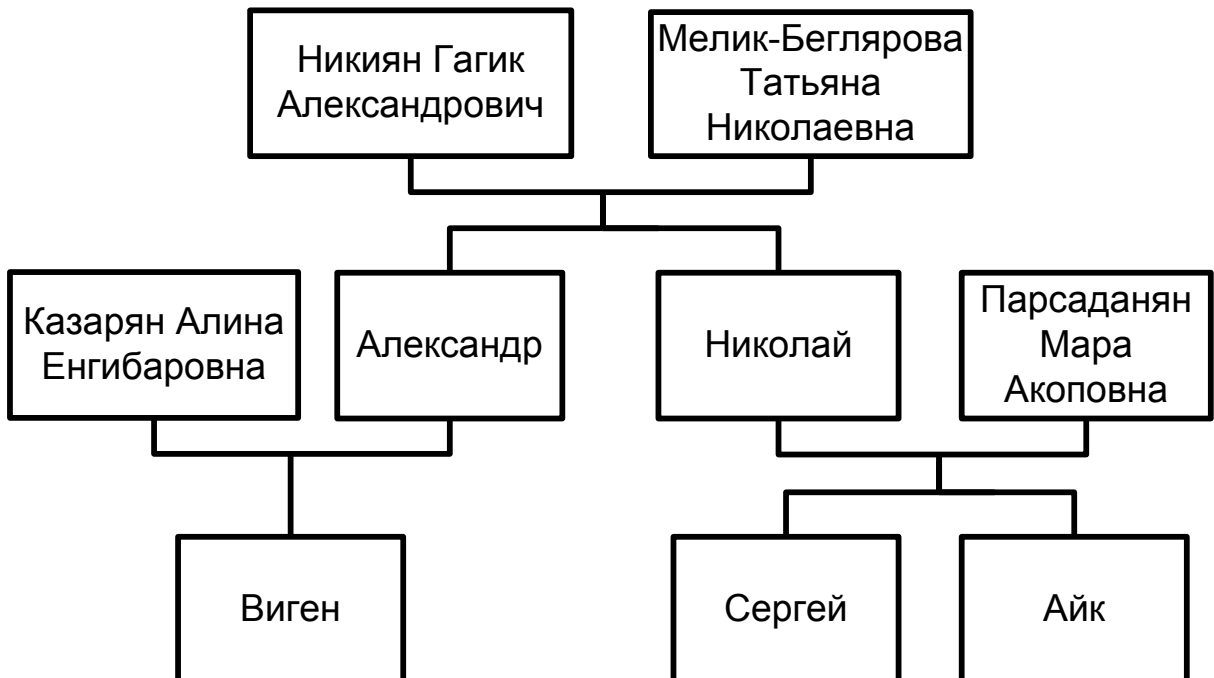 Никиян Гагик
Александрович
Мелик-Беглярова
Татьяна
Николаевна
Казарян Алина
Енгибаровна
Александр
Николай
Парсаданян
Мара
Акоповна
Виген
Сергей
Айк